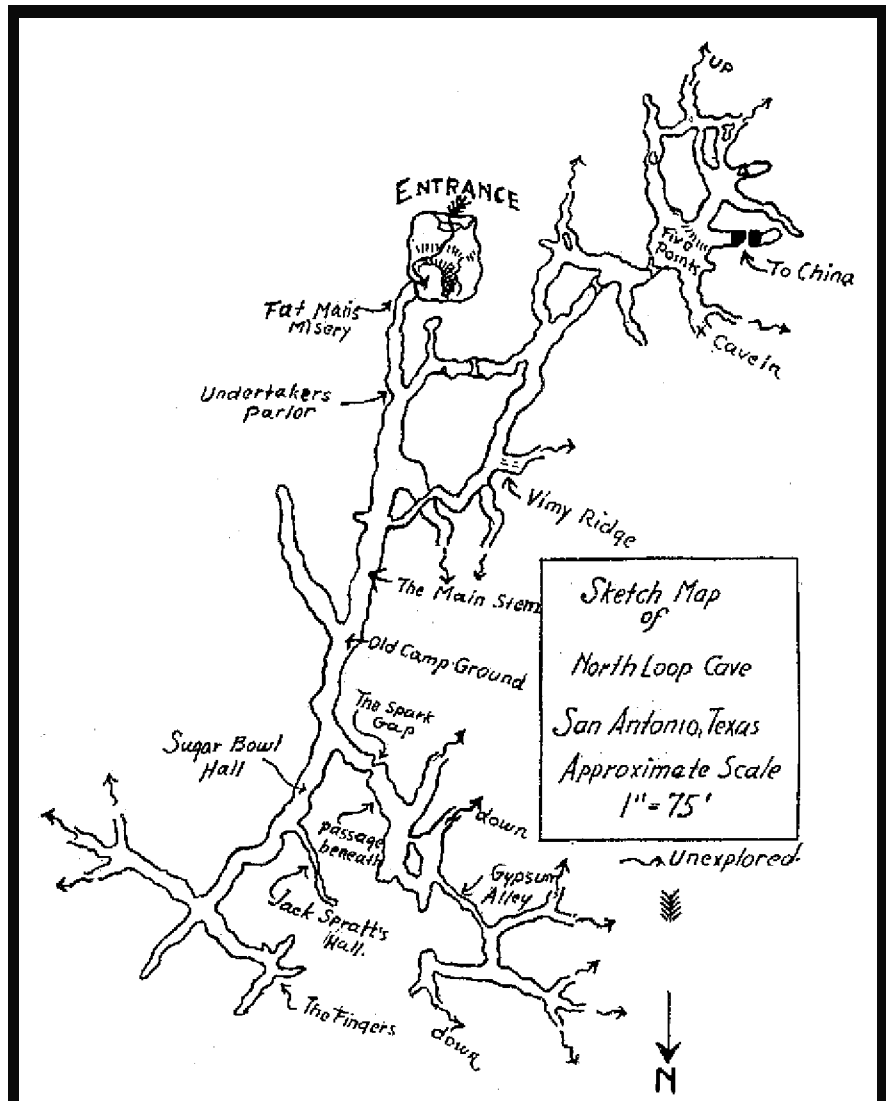 UP
ENTRANCE
Five
Points
To China
Fat Man's
Misery
Cave in
Undertakers
Parlor
Vimy Ridge
The Main Stem
Sketch Map
of
North Loop Cave
San Antonio, Texas
Approximate Scale
1" = 75'
Old Camp Ground
The Spark
Gap
Sugar Bowl
Hall
down
passage
beneath
Unexplored
Gypsum
Alley
Jack Spratt's
Hall.
The Fingers
down
N